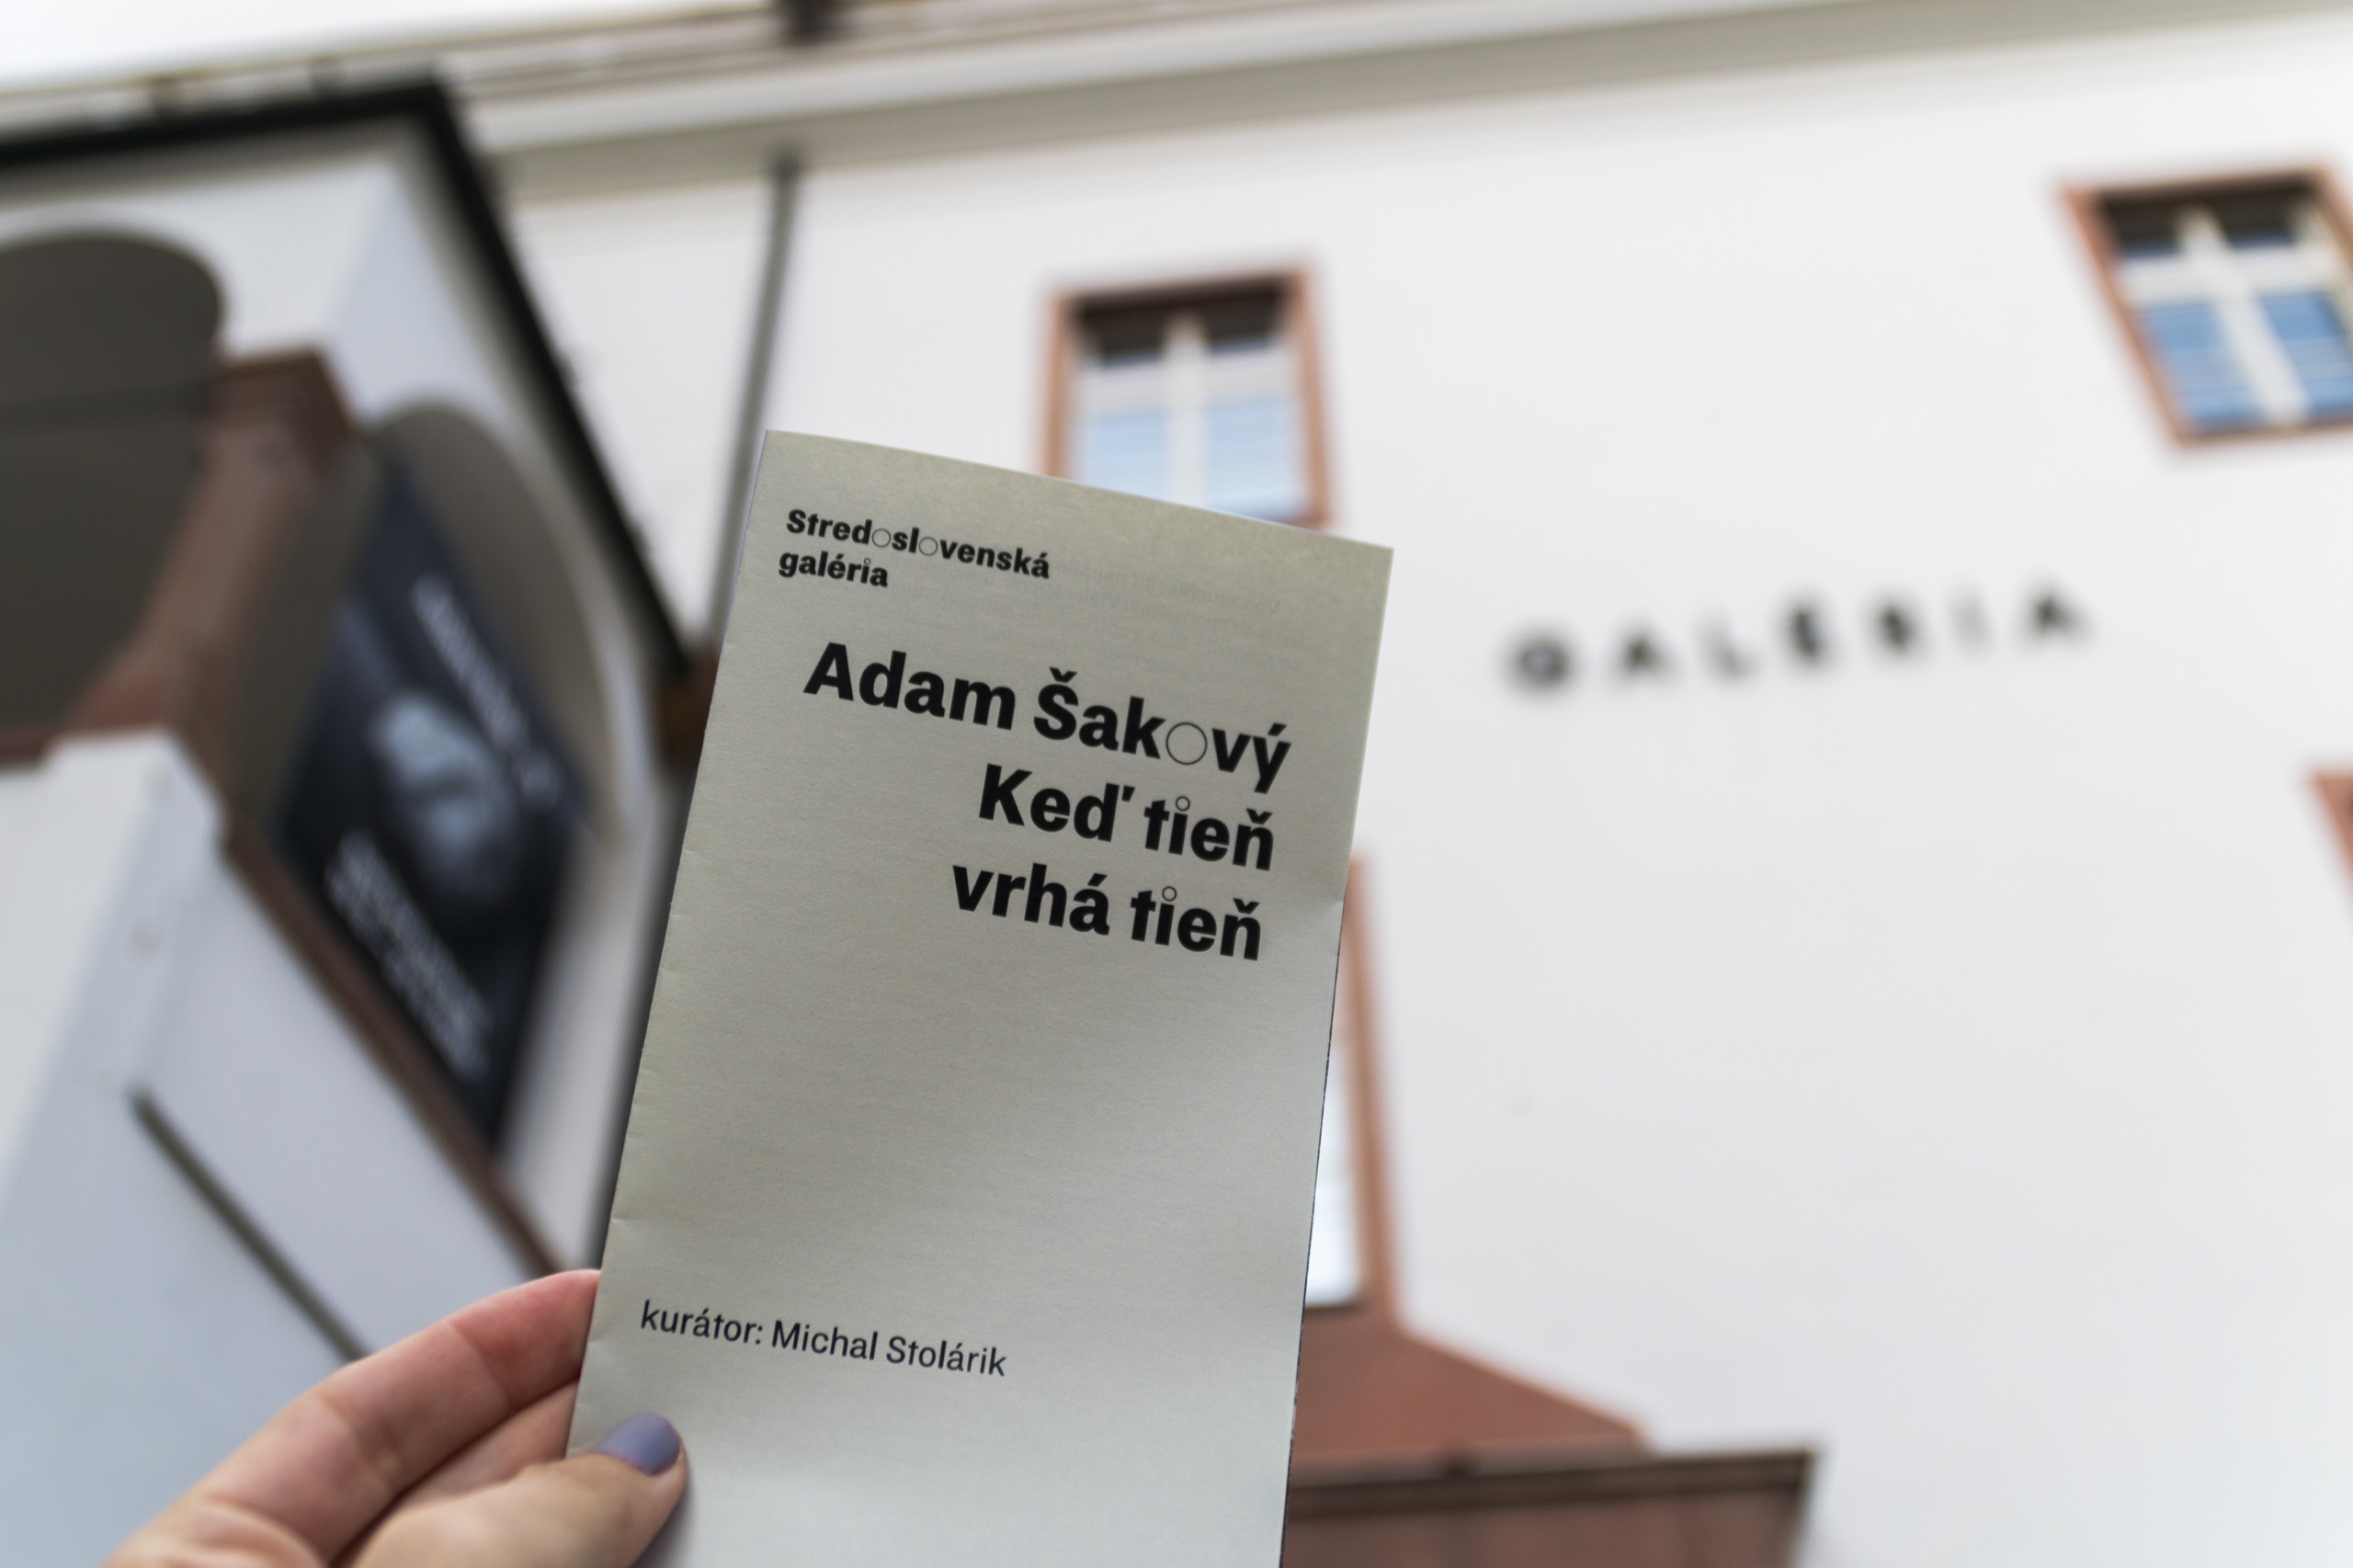 Stredoslovenská
galéria
Adam Šakový
Keď tieň
vrhá tieň
kurátor: Michal Stolárik
GALÉRIA